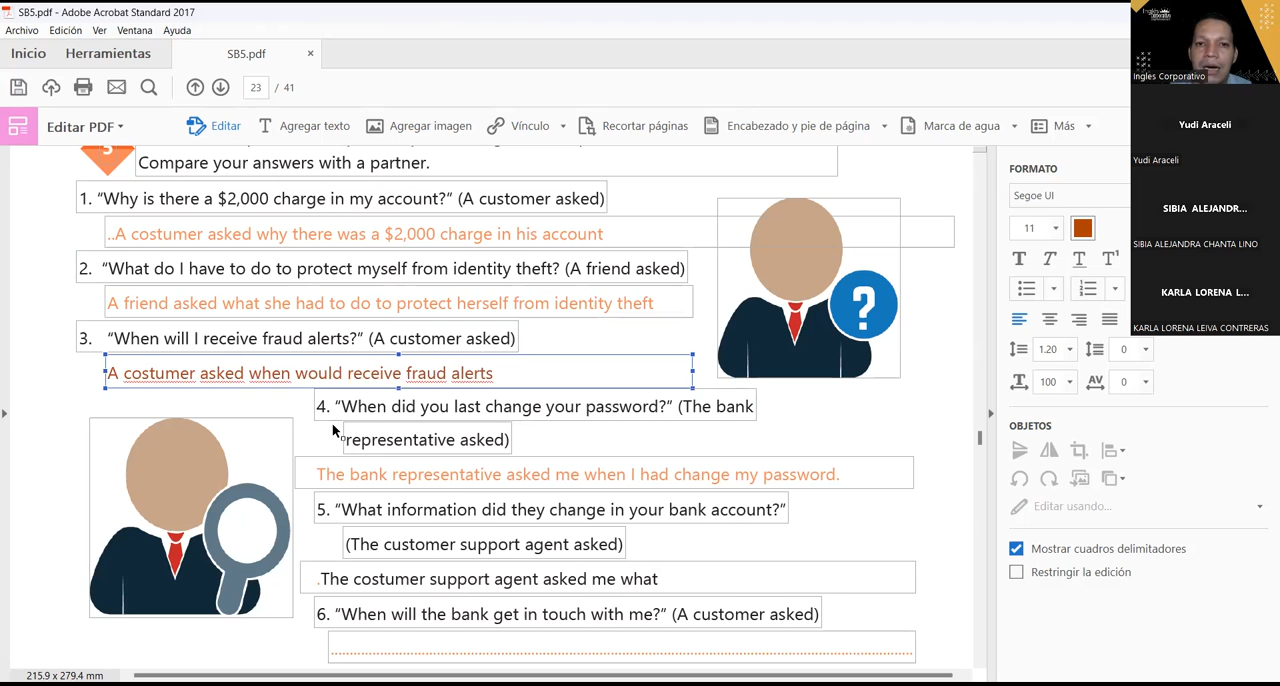 SB5.pdf - Adobe Acrobat Standard 2017
Archivo Edición Ver Ventana Ayuda
Inicio Herramientas SB5.pdf ×
23 / 41
Editar PDF Editar Agregar texto Agregar imagen Vínculo Recortar páginas Encabezado y pie de página Marca de agua Más
5
Compare your answers with a partner.
1. “Why is there a $2,000 charge in my account?” (A customer asked)
..A costumer asked why there was a $2,000 charge in his account
2. “What do I have to do to protect myself from identity theft? (A friend asked)
A friend asked what she had to do to protect herself from identity theft
3. “When will I receive fraud alerts?” (A customer asked)
A costumer asked when would receive fraud alerts
4. “When did you last change your password?” (The bank
representative asked)
The bank representative asked me when I had change my password.
5. “What information did they change in your bank account?”
(The customer support agent asked)
.The costumer support agent asked me what
6. “When will the bank get in touch with me?” (A customer asked)
?
215.9 x 279.4 mm
FORMATO
Segoe UI
11
T T T T¹
1.20 0
100 AV 0
OBJETOS
Editar usando...
Mostrar cuadros delimitadores
Restringir la edición
Inglés
Ingles Corporativo
Yudi Araceli
Yudi Araceli
SIBIA ALEJANDR...
SIBIA ALEJANDRA CHANTA LINO
KARLA LORENA L...
KARLA LORENA LEIVA CONTRERAS